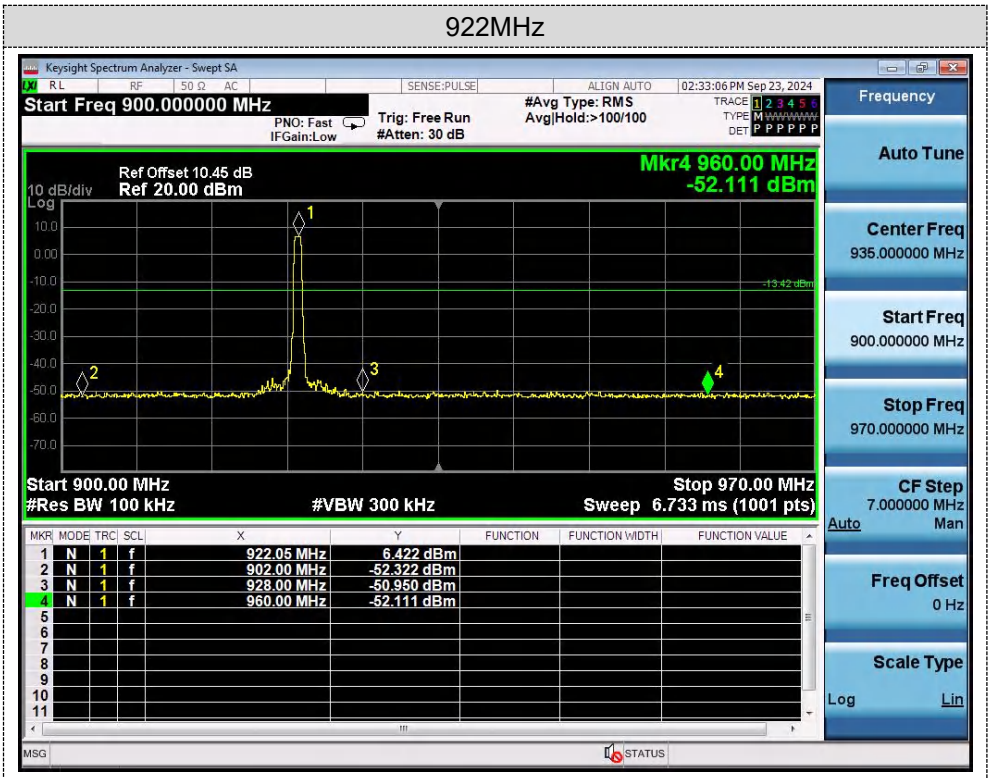 922MHz
Keysight Spectrum Analyzer - Swept SA
LXI RL RF 50 Ω AC SENSE:PULSE ALIGN AUTO 02:33:06 PM Sep 23, 2024
Start Freq 900.000000 MHz
PNO: Fast
IFGain:Low
Trig: Free Run
#Atten: 30 dB
#Avg Type: RMS
Avg|Hold:>100/100
TRACE 1 2 3 4 5 6
TYPE M WWWWW
DET P P P P P P
Frequency
Mkr4 960.00 MHz
-52.111 dBm
Ref Offset 10.45 dB
10 dB/div Ref 20.00 dBm
Log
10.0
0.00
-10.0
-20.0
-30.0
-40.0
-50.0
-60.0
-70.0
1
2
3
4
-13.42 dBm
Start 900.00 MHz Stop 970.00 MHz
#Res BW 100 kHz #VBW 300 kHz Sweep 6.733 ms (1001 pts)
MKR MODE TRC SCL X Y FUNCTION FUNCTION WIDTH FUNCTION VALUE
1 N 1 f 922.05 MHz 6.422 dBm
2 N 1 f 902.00 MHz -52.322 dBm
3 N 1 f 928.00 MHz -50.950 dBm
4 N 1 f 960.00 MHz -52.111 dBm
5
6
7
8
9
10
11
MSG STATUS
Auto Tune
Center Freq
935.000000 MHz
Start Freq
900.000000 MHz
Stop Freq
970.000000 MHz
CF Step
7.000000 MHz
Auto Man
Freq Offset
0 Hz
Scale Type
Log Lin